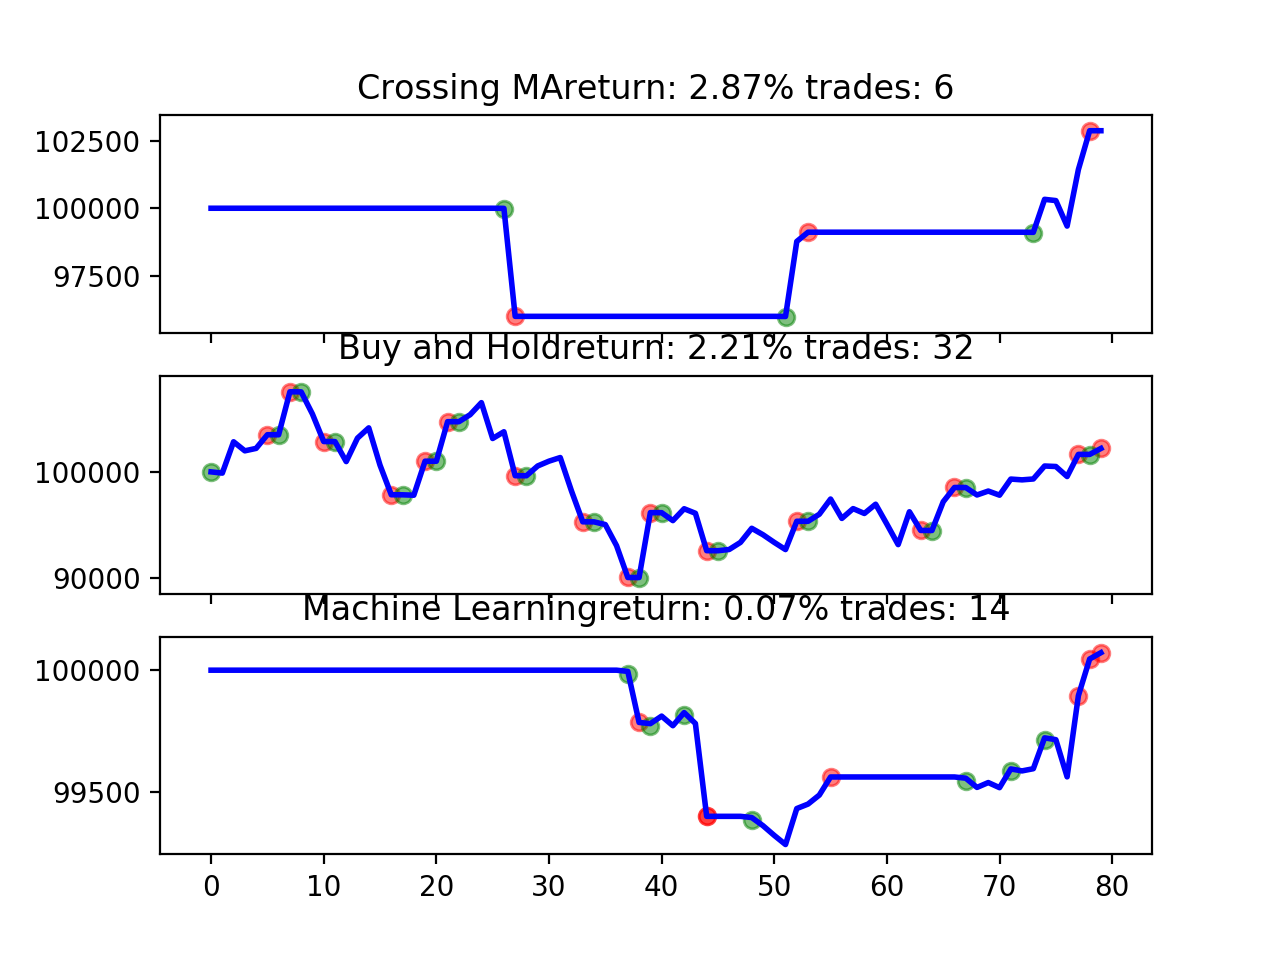 Crossing MAreturn: 2.87% trades: 6
102500
100000
97500
Buy and Holdreturn: 2.21% trades: 32
100000
90000
Machine Learningreturn: 0.07% trades: 14
100000
99500
0 10 20 30 40 50 60 70 80